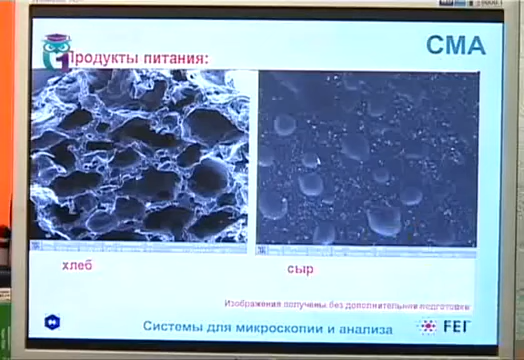 СМА
Продукты питания:
хлеб
сыр
Изображения получены без дополнительной подготовки
Системы для микроскопии и анализа
FEI